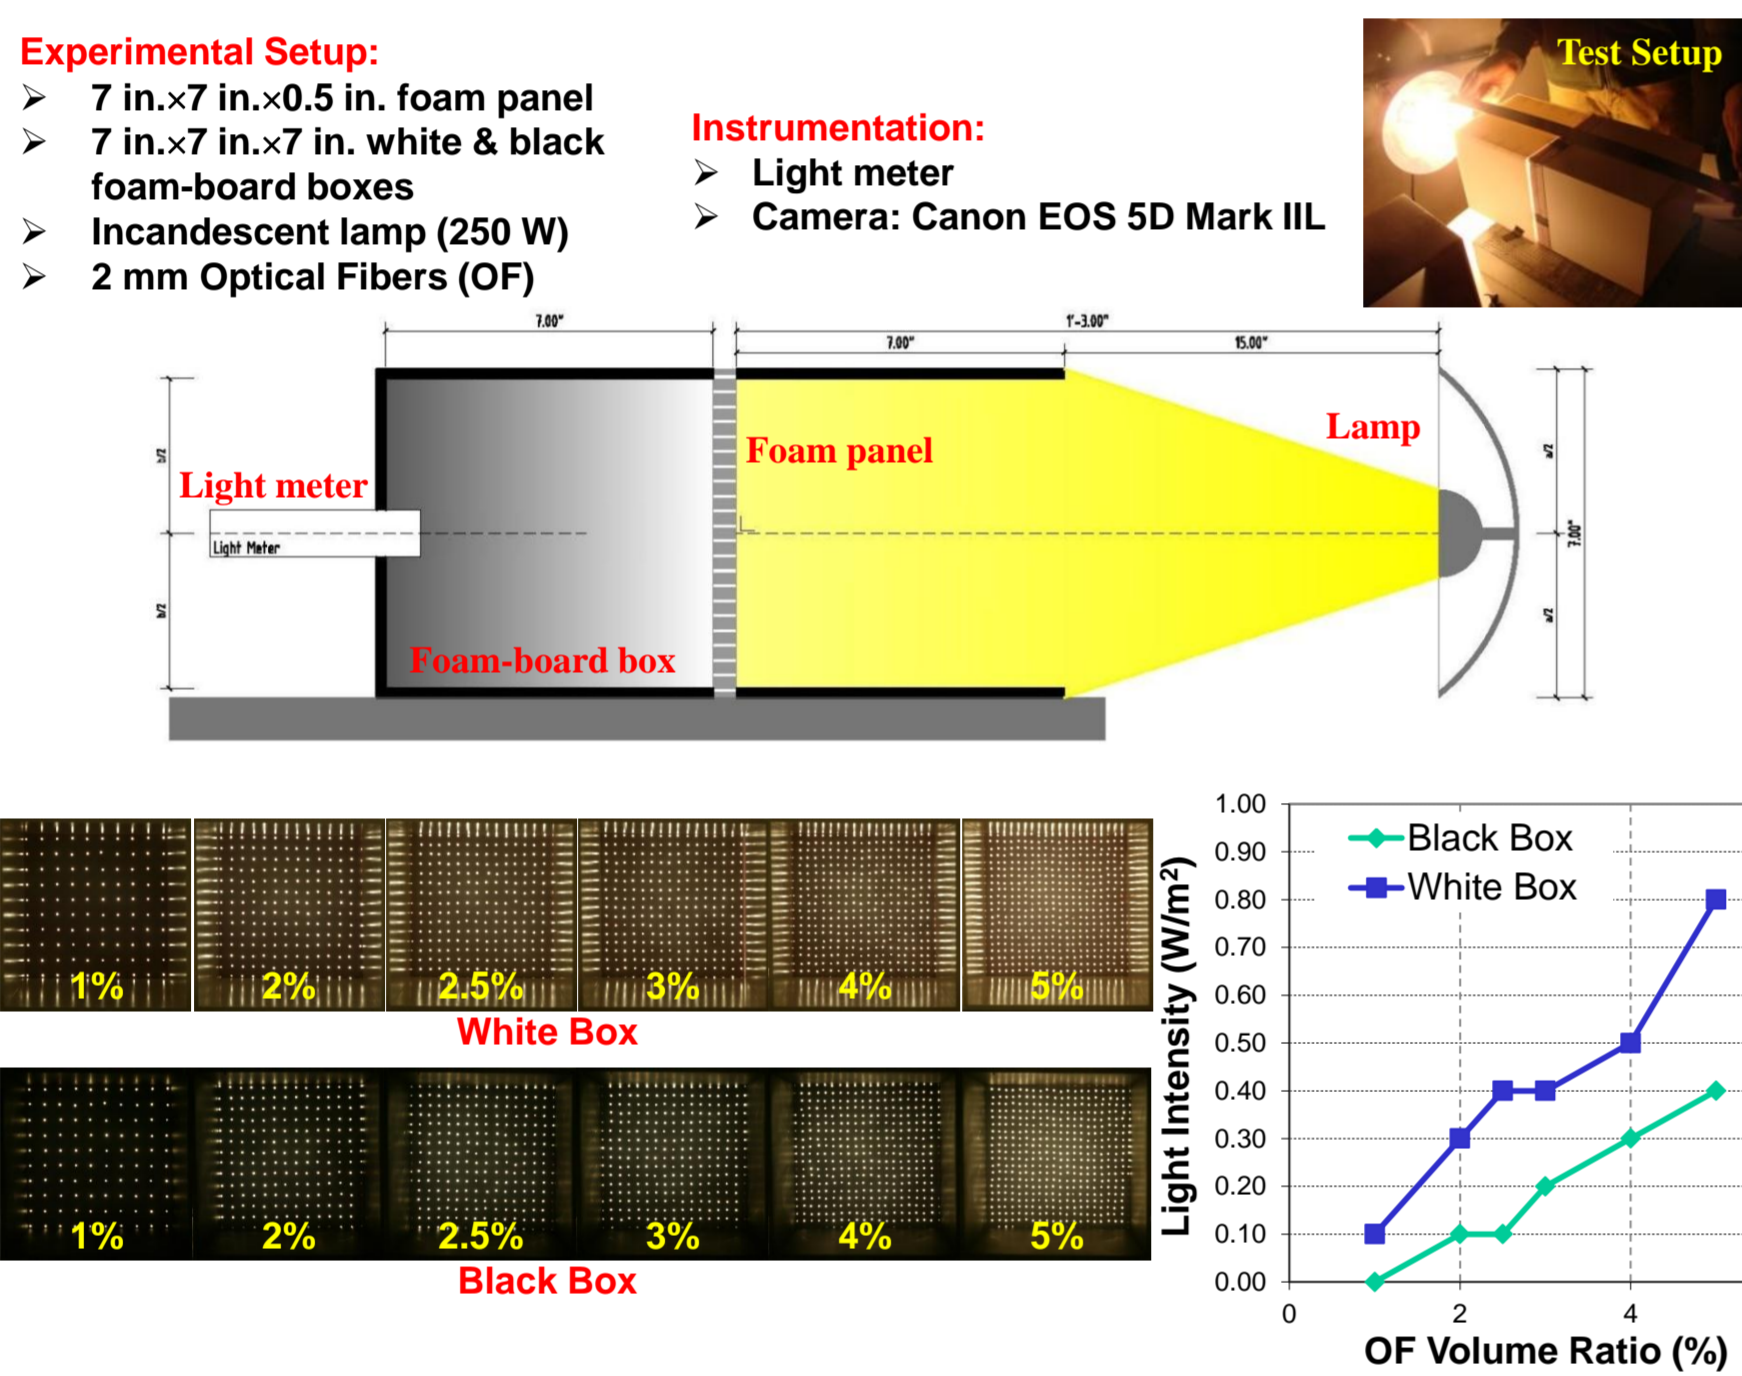 Experimental Setup:
➢ 7 in.×7 in.×0.5 in. foam panel
➢ 7 in.×7 in.×7 in. white & black
foam-board boxes
➢ Incandescent lamp (250 W)
➢ 2 mm Optical Fibers (OF)
Instrumentation:
➢ Light meter
➢ Camera: Canon EOS 5D Mark IIL
Test Setup
7.00"
1'-3.00"
7.00"
15.00"
b/2
b/2
Light meter
Light Meter
Foam-board box
Foam panel
Lamp
a/2
a/2
7.00"
1%
2%
2.5%
3%
4%
5%
White Box
1%
2%
2.5%
3%
4%
5%
Black Box
Light Intensity (W/m²)
1.00
0.90
0.80
0.70
0.60
0.50
0.40
0.30
0.20
0.10
0.00
Black Box
White Box
0
2
4
OF Volume Ratio (%)